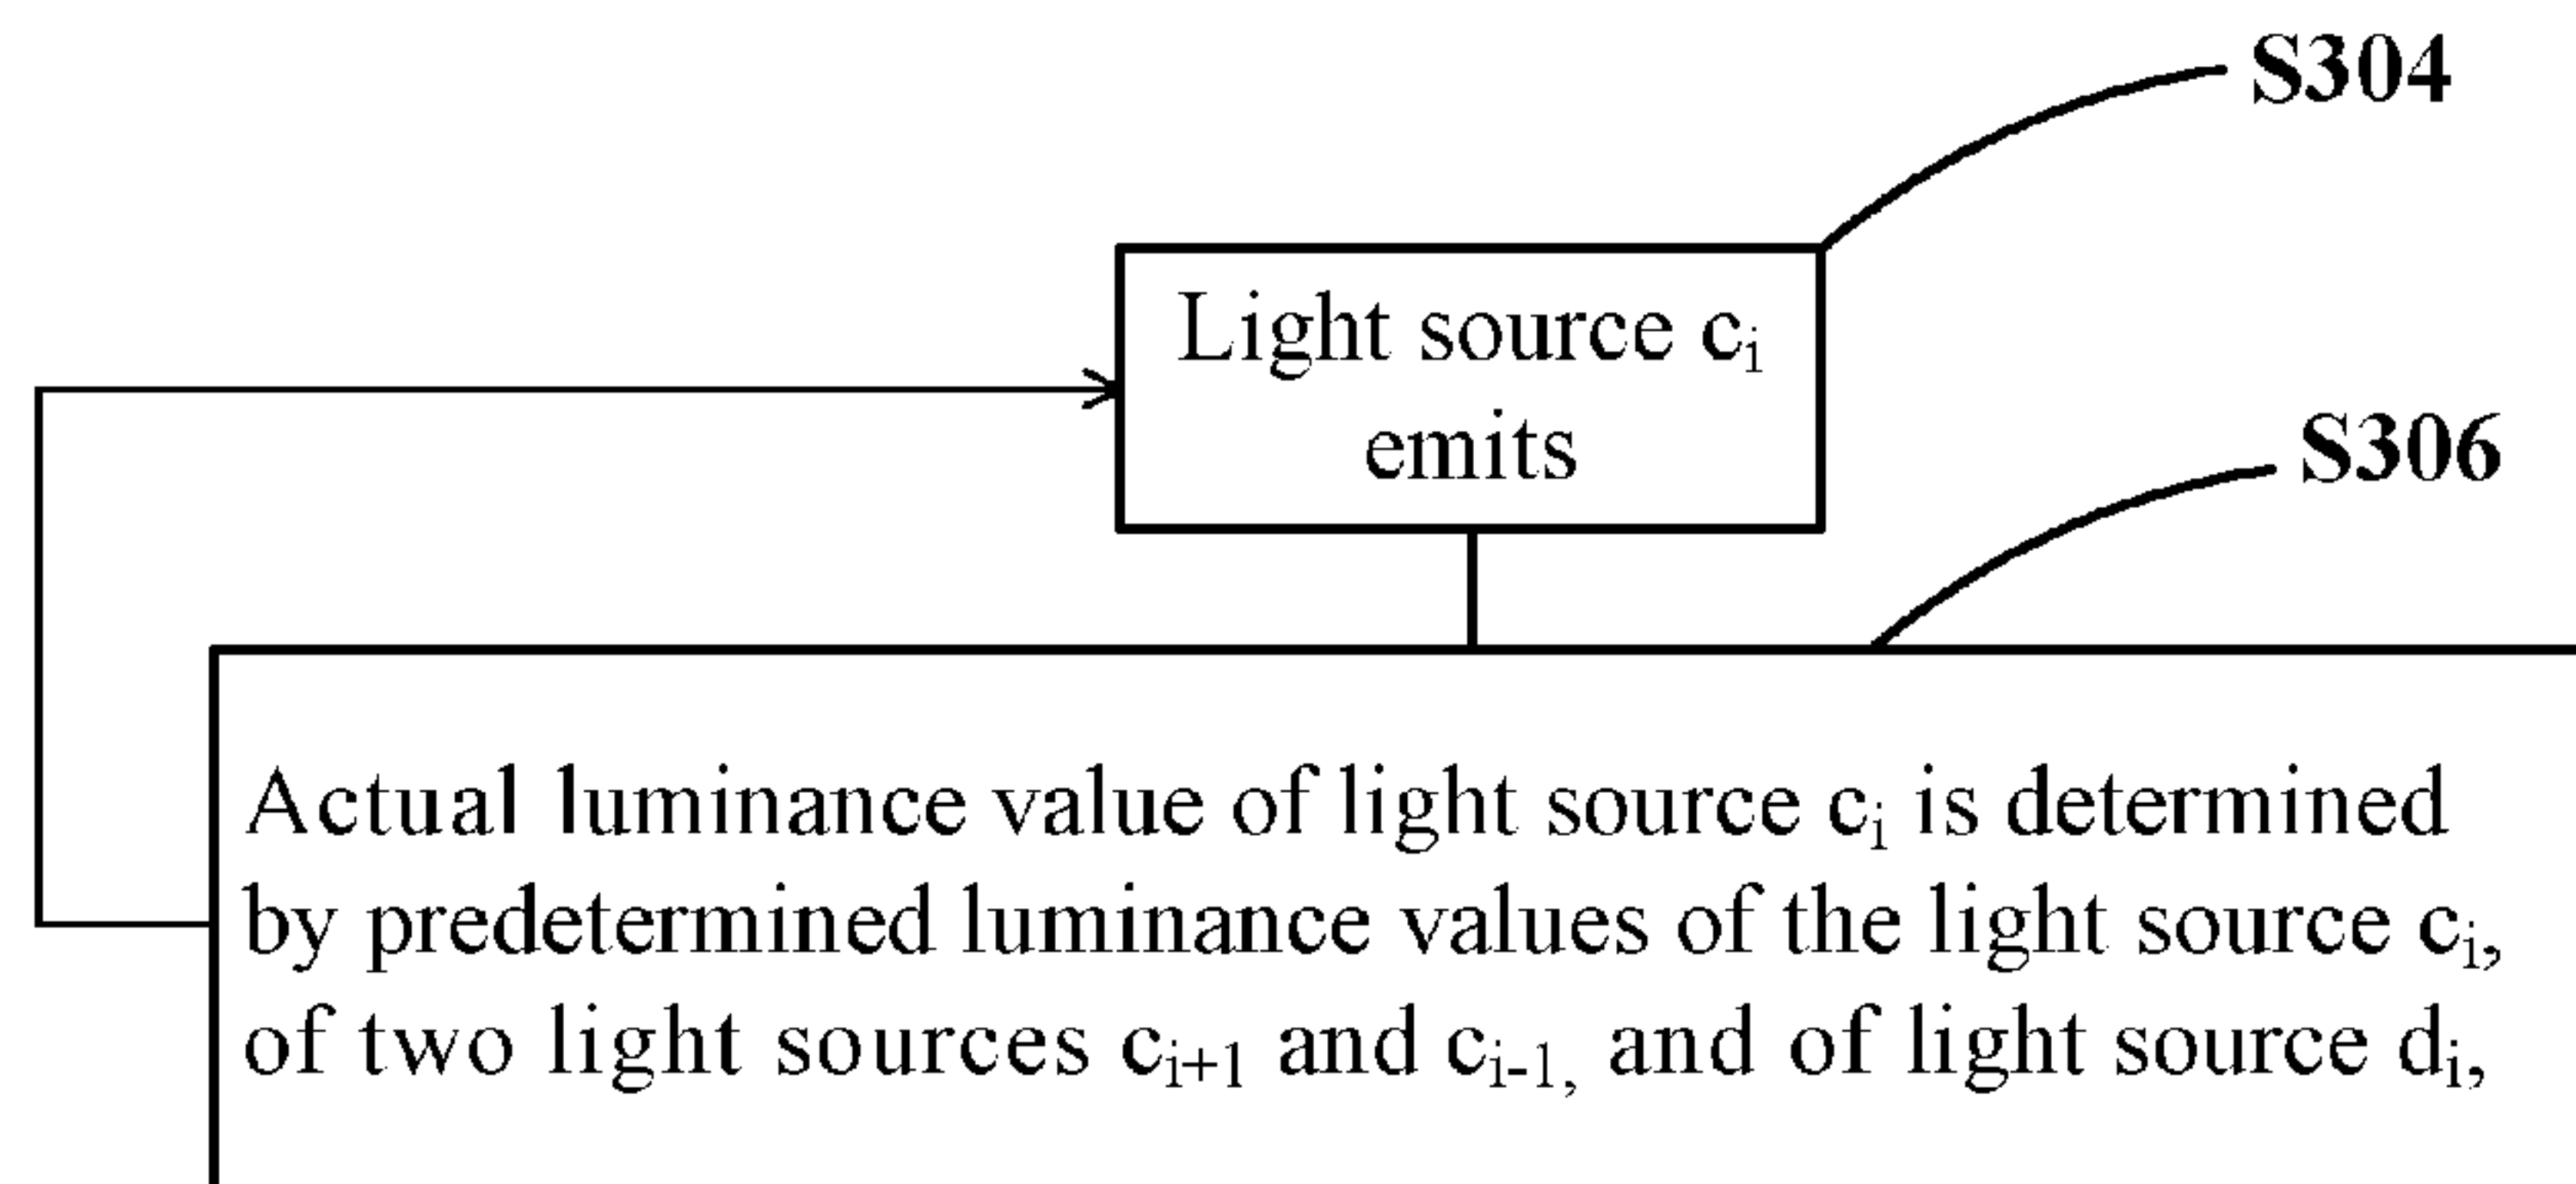 S304
Light source cᵢ
emits
S306
Actual luminance value of light source cᵢ is determined
by predetermined luminance values of the light source cᵢ,
of two light sources cᵢ₊₁ and cᵢ₋₁, and of light source dᵢ,